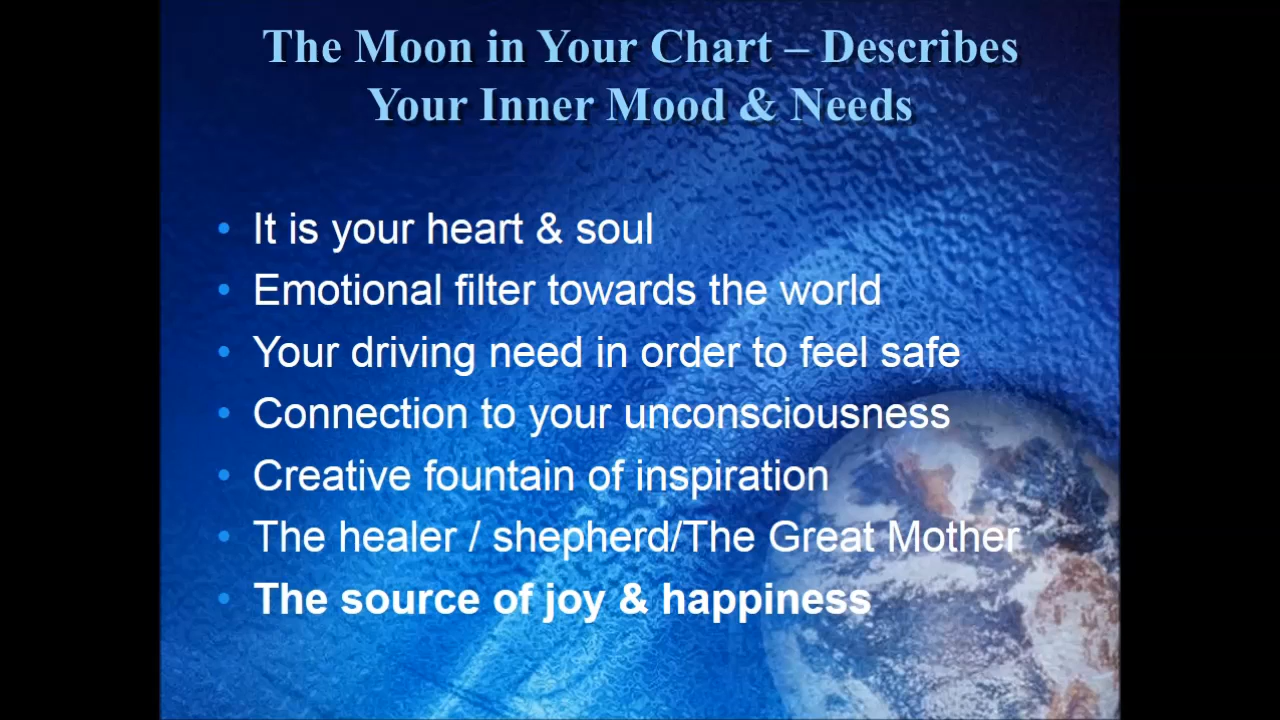 The Moon in Your Chart – Describes
Your Inner Mood & Needs
• It is your heart & soul
• Emotional filter towards the world
• Your driving need in order to feel safe
• Connection to your unconsciousness
• Creative fountain of inspiration
• The healer / shepherd/The Great Mother
• The source of joy & happiness